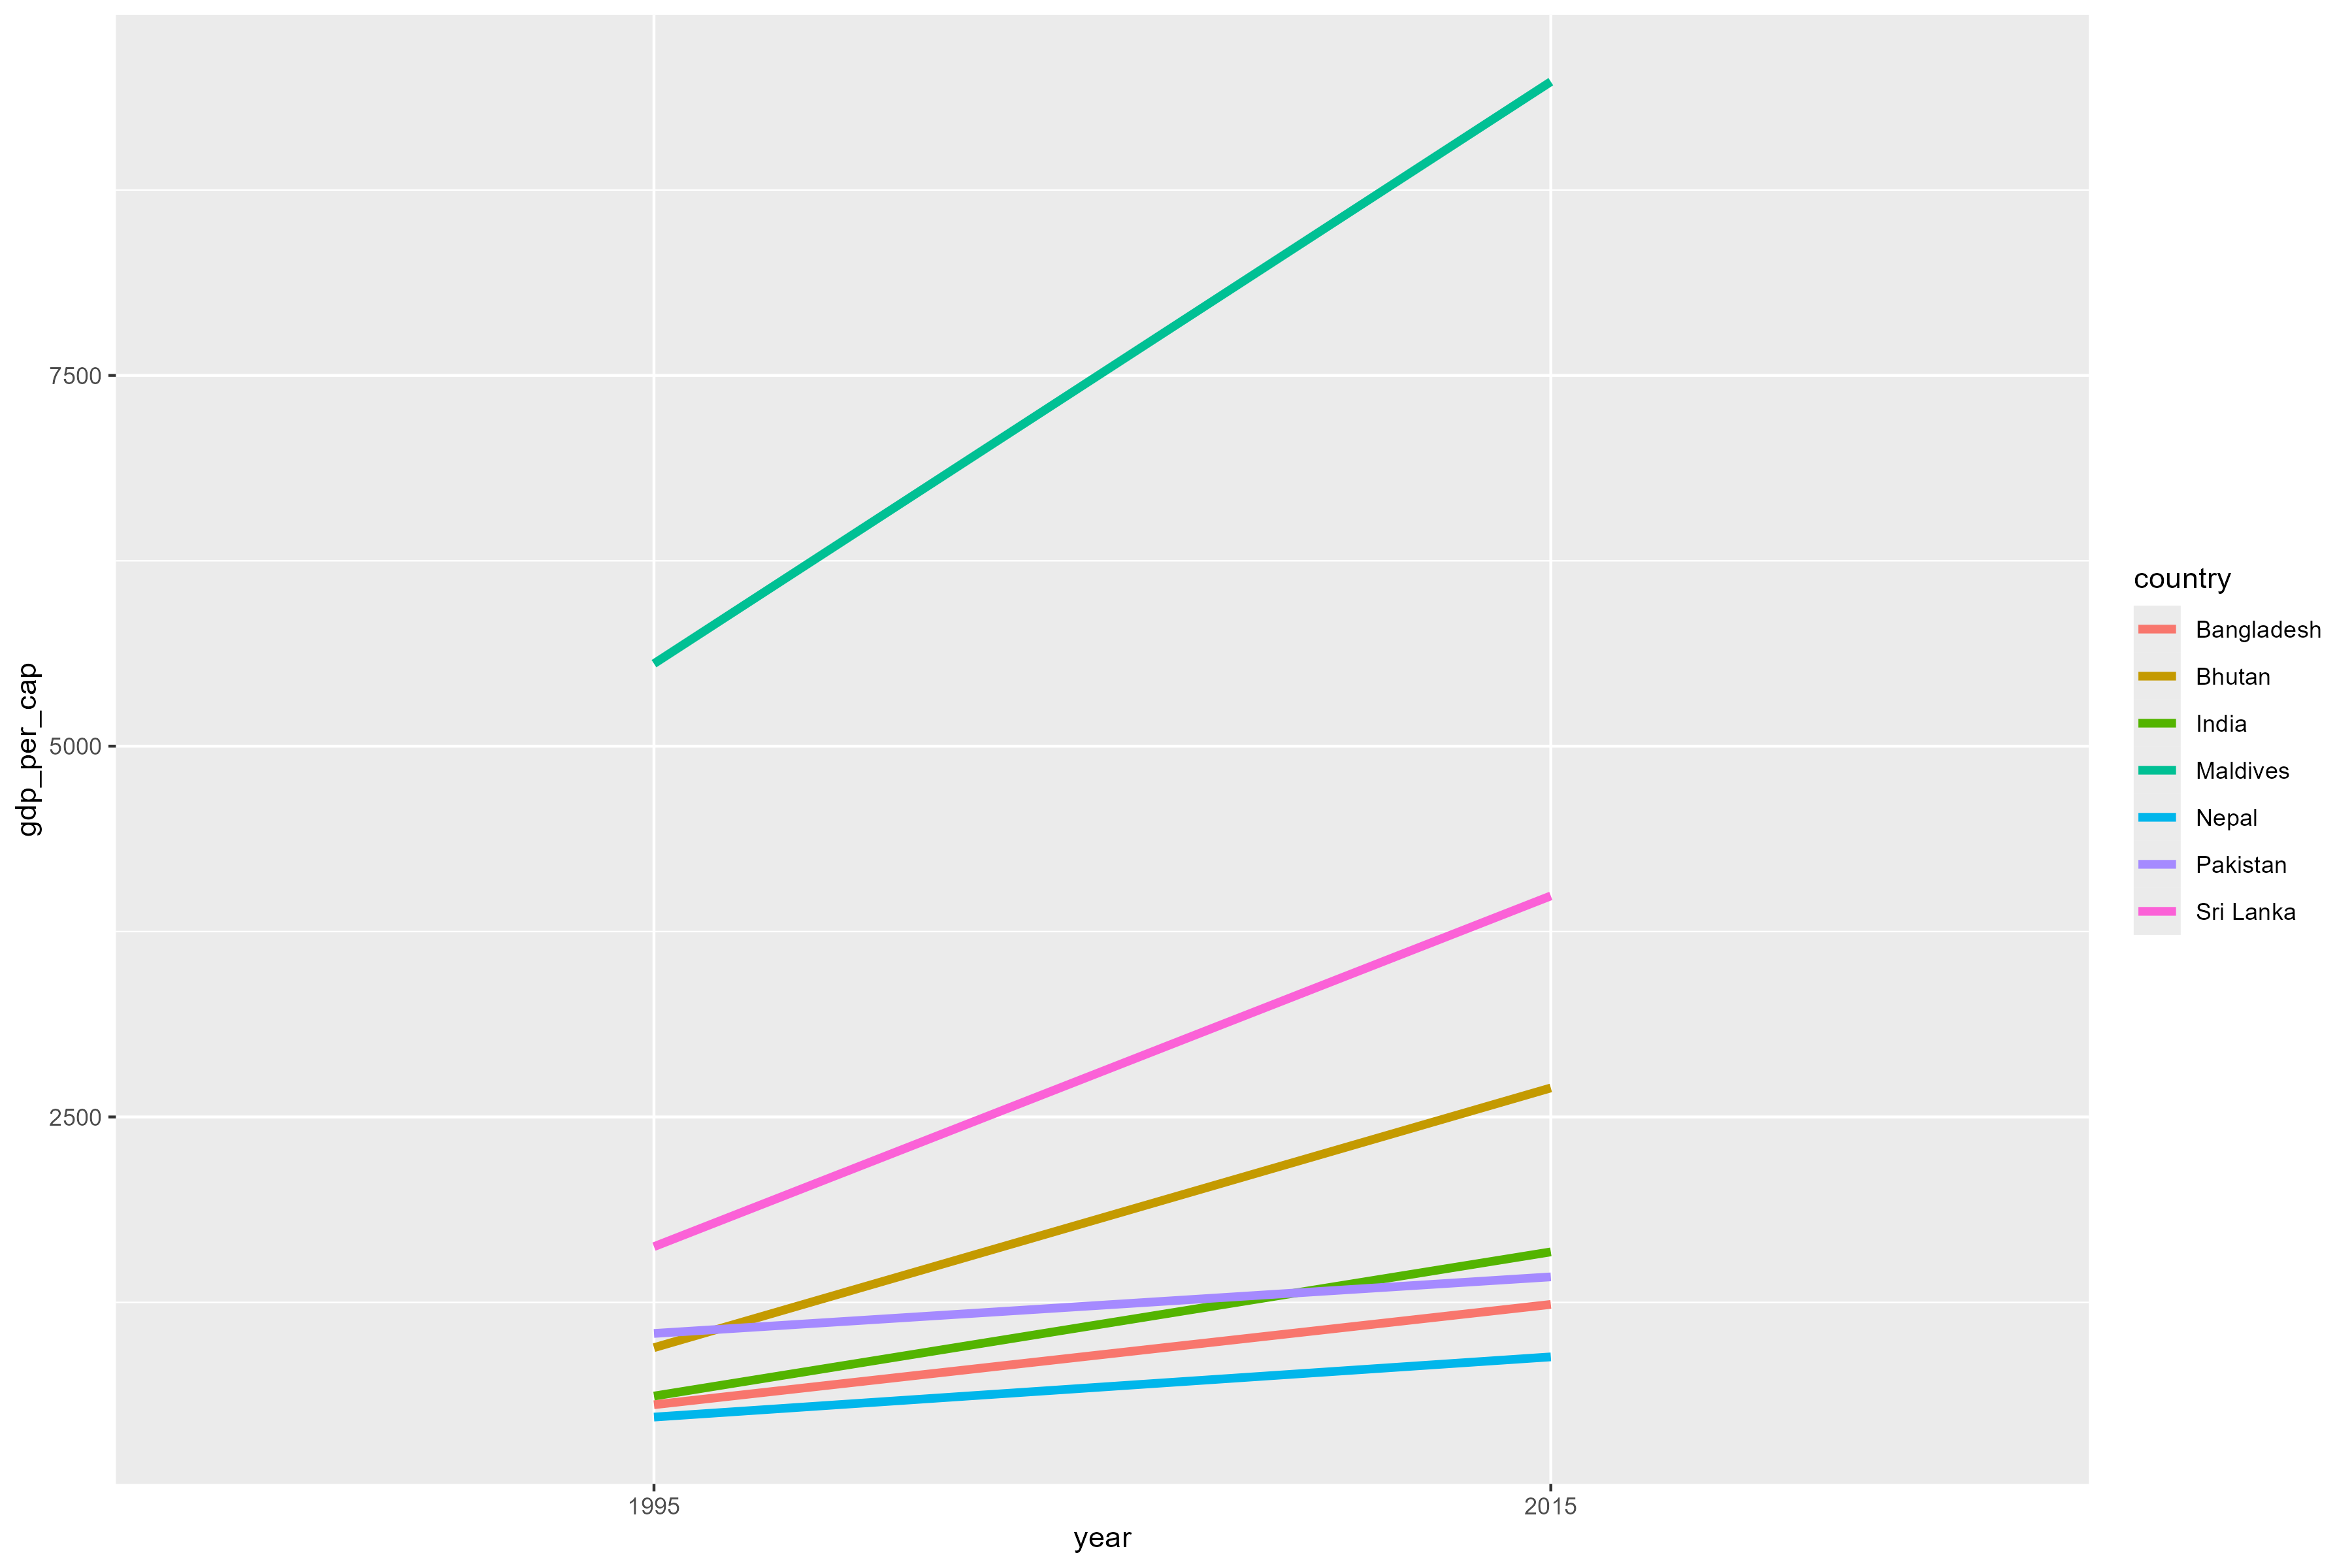 gdp_per_cap
7500
5000
2500
1995
2015
year
country
Bangladesh
Bhutan
India
Maldives
Nepal
Pakistan
Sri Lanka